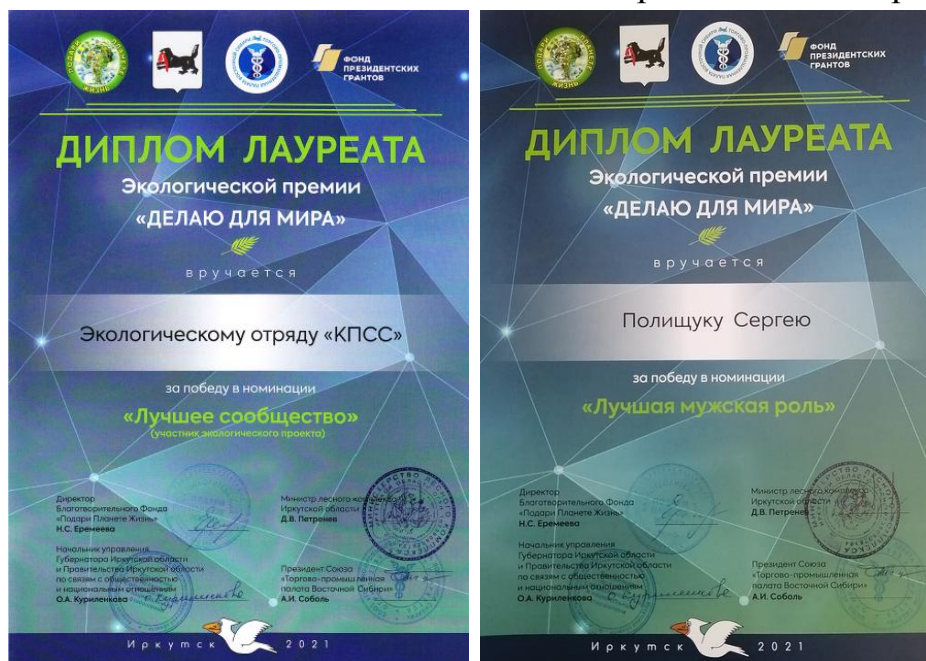 ФОНД
ПРЕЗИДЕНТСКИХ
ГРАНТОВ
ДИПЛОМ ЛАУРЕАТА
Экологической премии
«ДЕЛАЮ ДЛЯ МИРА»
вручается
Экологическому отряду «КПСС»
за победу в номинации
«Лучшее сообщество»
(участник экологического проекта)
Директор
Благотворительного Фонда
«Подари Планете Жизнь»
Н.С. Еремеева
Министр лесного комплекса
Иркутской области
Д.В. Петренев
Начальник управления
Губернатора Иркутской области
и Правительства Иркутской области
по связям с общественностью
и национальным отношениям
О.А. Куриленкова
Президент Союза
«Торгово-промышленная
палата Восточной Сибири»
А.И. Соболь
Иркутск 2021
ФОНД
ПРЕЗИДЕНТСКИХ
ГРАНТОВ
ДИПЛОМ ЛАУРЕАТА
Экологической премии
«ДЕЛАЮ ДЛЯ МИРА»
вручается
Полищуку Сергею
за победу в номинации
«Лучшая мужская роль»
Директор
Благотворительного Фонда
«Подари Планете Жизнь»
Н.С. Еремеева
Министр лесного комплекса
Иркутской области
Д.В. Петренев
Начальник управления
Губернатора Иркутской области
и Правительства Иркутской области
по связям с общественностью
и национальным отношениям
О.А. Куриленкова
Президент Союза
«Торгово-промышленная
палата Восточной Сибири»
А.И. Соболь
Иркутск 2021